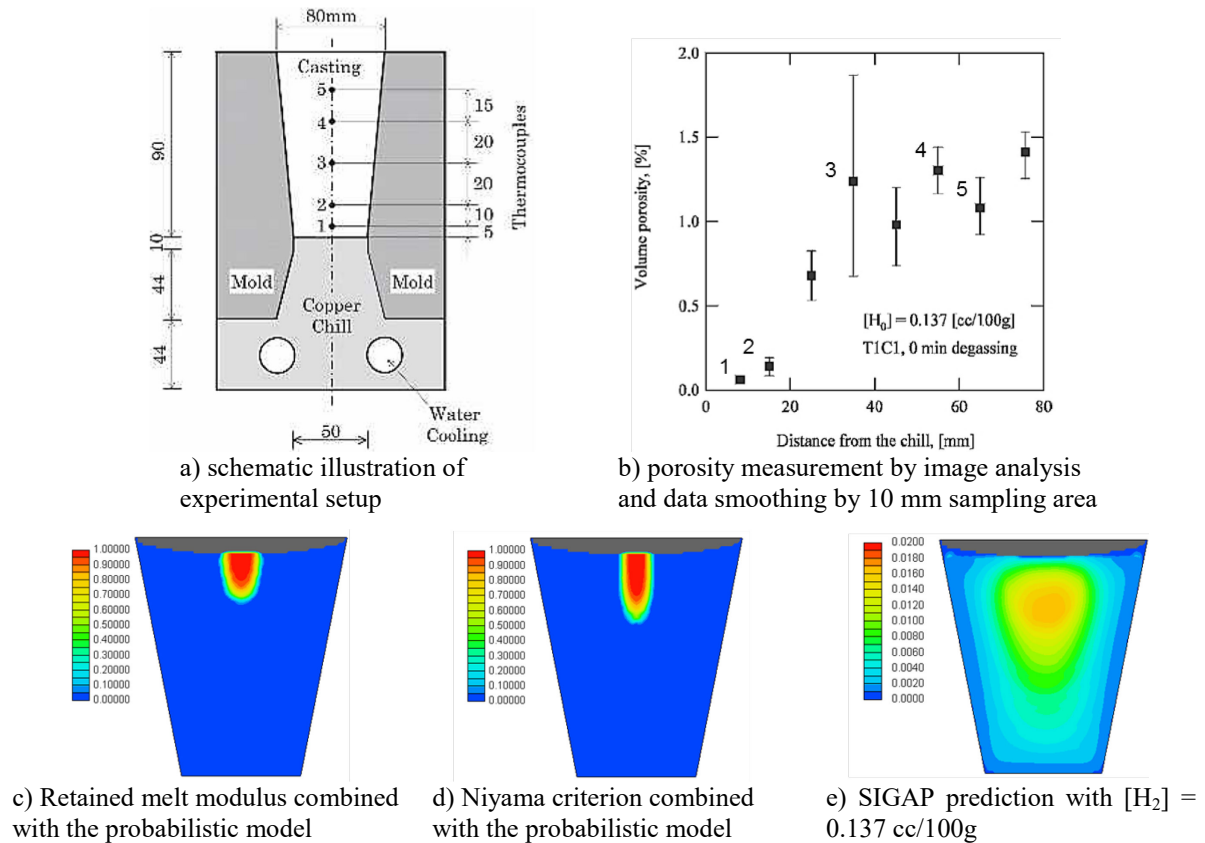 80mm
Casting
5
4
3
2
1
15
20
20
10
5
Thermocouples
90
10
44
44
Mold
Mold
Copper
Chill
Water
Cooling
50
a) schematic illustration of
experimental setup
2.0
1.5
1.0
0.5
0.0
Volume porosity, [%]
1
2
3
4
5
[H₀] = 0.137 [cc/100g]
T1C1, 0 min degassing
0
20
40
60
80
Distance from the chill, [mm]
b) porosity measurement by image analysis
and data smoothing by 10 mm sampling area
1.00000
0.90000
0.80000
0.70000
0.60000
0.50000
0.40000
0.30000
0.20000
0.10000
0.00000
c) Retained melt modulus combined
with the probabilistic model
1.00000
0.90000
0.80000
0.70000
0.60000
0.50000
0.40000
0.30000
0.20000
0.10000
0.00000
d) Niyama criterion combined
with the probabilistic model
0.0200
0.0180
0.0160
0.0140
0.0120
0.0100
0.0080
0.0060
0.0040
0.0020
0.0000
e) SIGAP prediction with [H₂] =
0.137 cc/100g